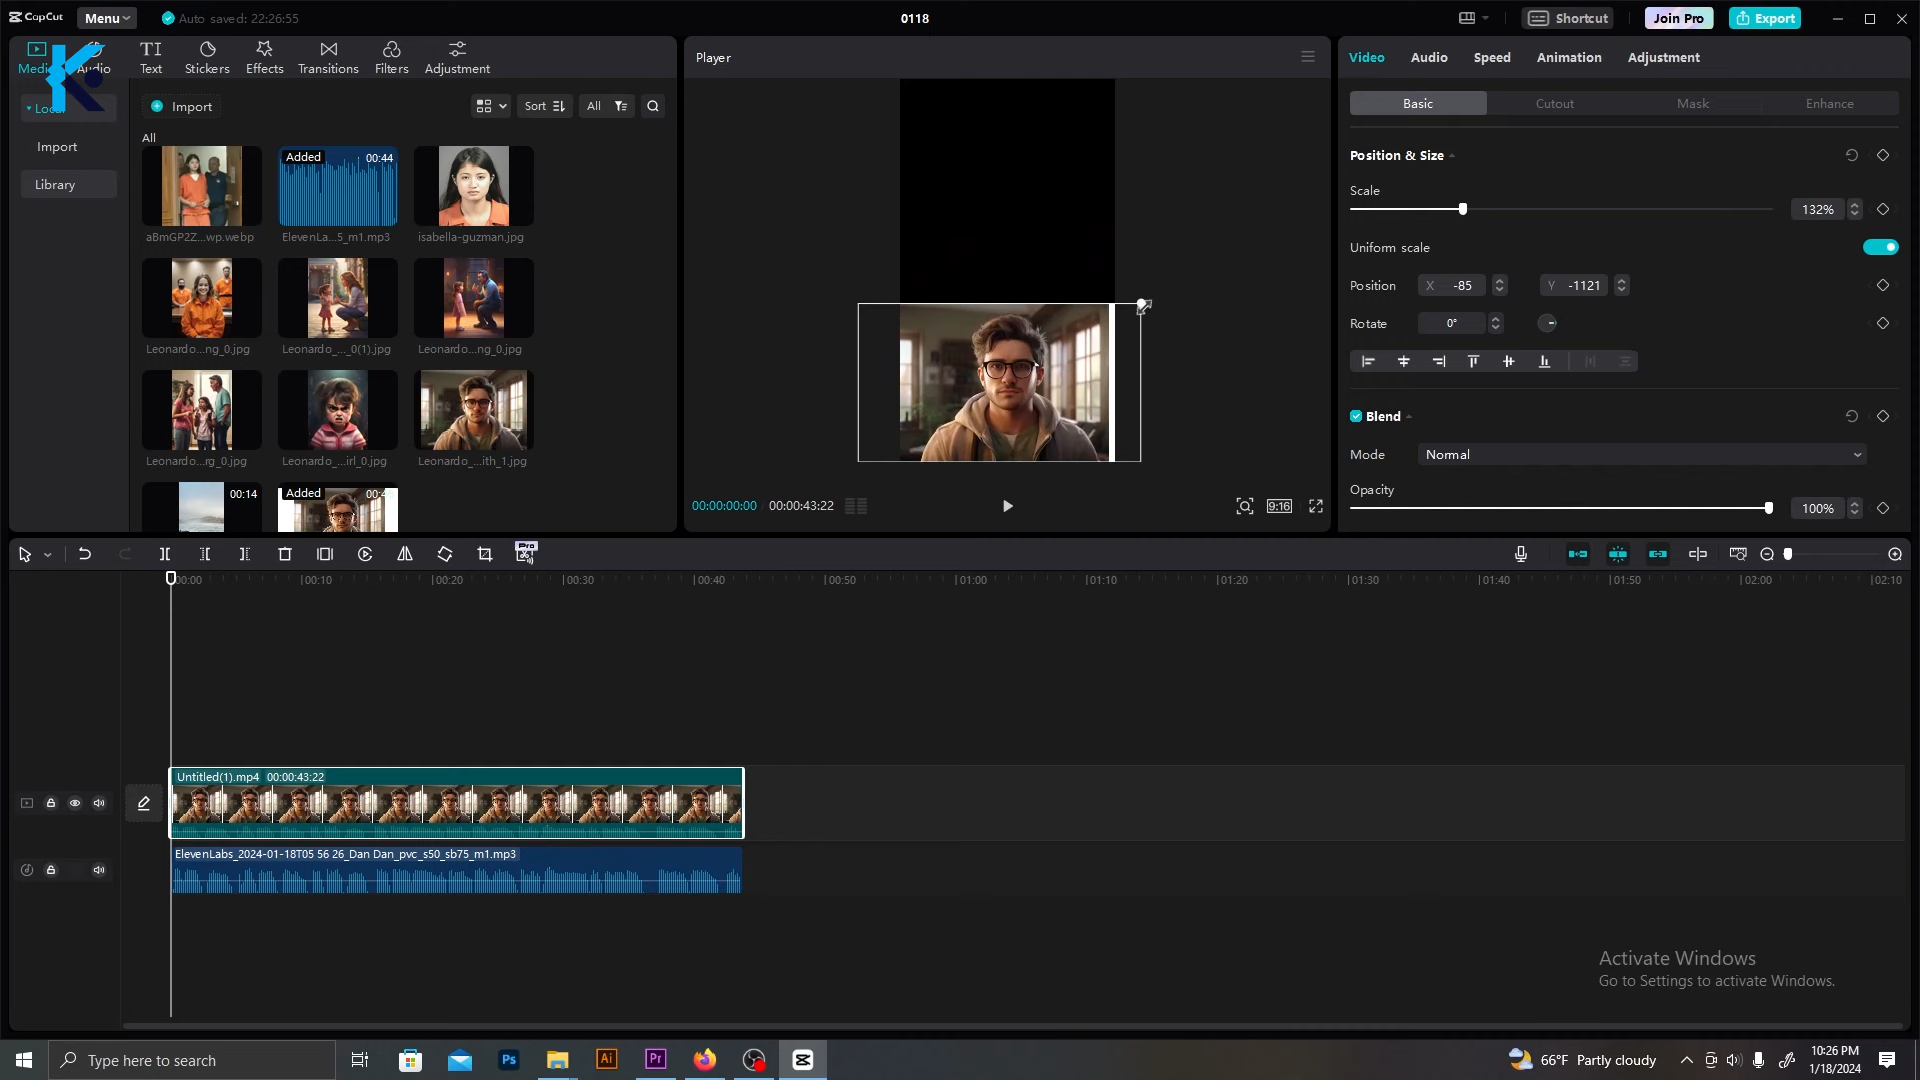 CapCut
Menu
Auto saved: 22:26:55
0118
Shortcut
Join Pro
Export
Audio
TI
Text
Stickers
Effects
Transitions
Filters
Adjustment
Import
Library
Import
Sort
All
All
Added
00:44
aBmGP2Z...wp.webp
ElevenLa...5_m1.mp3
isabella-guzman.jpg
Leonardo...ng_0.jpg
Leonardo_..._0(1).jpg
Leonardo...ng_0.jpg
Leonardo...rg_0.jpg
Leonardo_...irl_0.jpg
Leonardo_...ith_1.jpg
00:14
Added
Player
00:00:00:00
00:00:43:22
9:16
Video
Audio
Speed
Animation
Adjustment
Basic
Cutout
Mask
Enhance
Position & Size
Scale
132%
Uniform scale
Position
X -85
Y -1121
Rotate
0°
Blend
Mode
Normal
Opacity
100%
Pro
00:00
00:10
00:20
00:30
00:40
00:50
01:00
01:10
01:20
01:30
01:40
01:50
02:00
02:10
Untitled(1).mp4 00:00:43:22
ElevenLabs_2024-01-18T05 56 26_Dan Dan_pvc_s50_sb75_m1.mp3
Activate Windows
Go to Settings to activate Windows.
Type here to search
Ps
Ai
Pr
66°F Partly cloudy
10:26 PM
1/18/2024